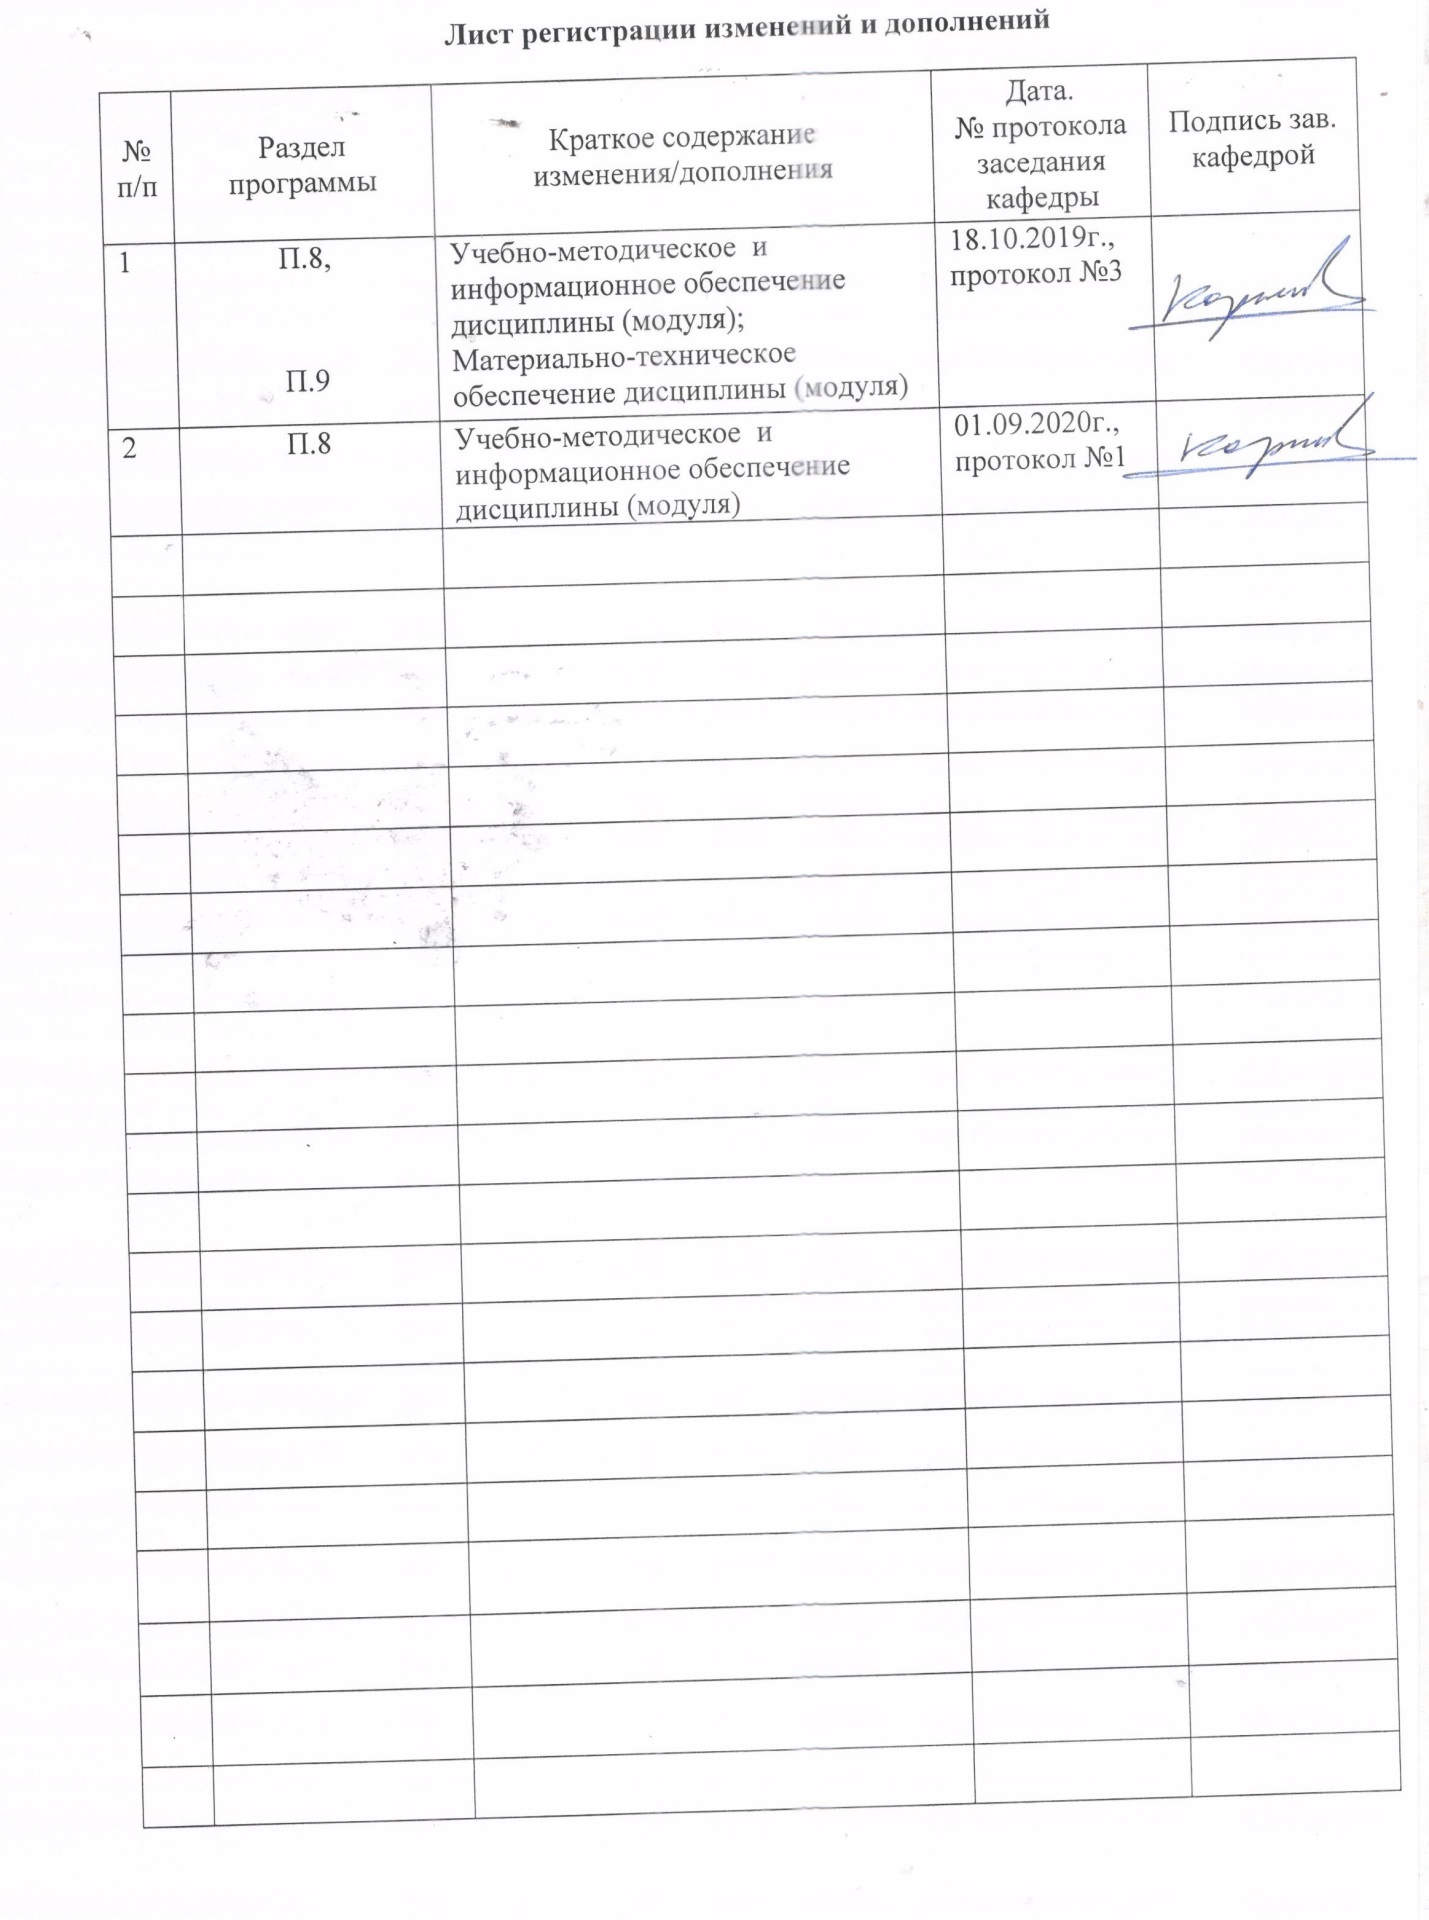 Лист регистрации изменений и дополнений
№
п/п
Раздел
программы
Краткое содержание
изменения/дополнения
Дата.
№ протокола
заседания
кафедры
Подпись зав.
кафедрой
1
П.8,
П.9
Учебно-методическое и
информационное обеспечение
дисциплины (модуля);
Материально-техническое
обеспечение дисциплины (модуля)
18.10.2019г.,
протокол №3
2
П.8
Учебно-методическое и
информационное обеспечение
дисциплины (модуля)
01.09.2020г.,
протокол №1